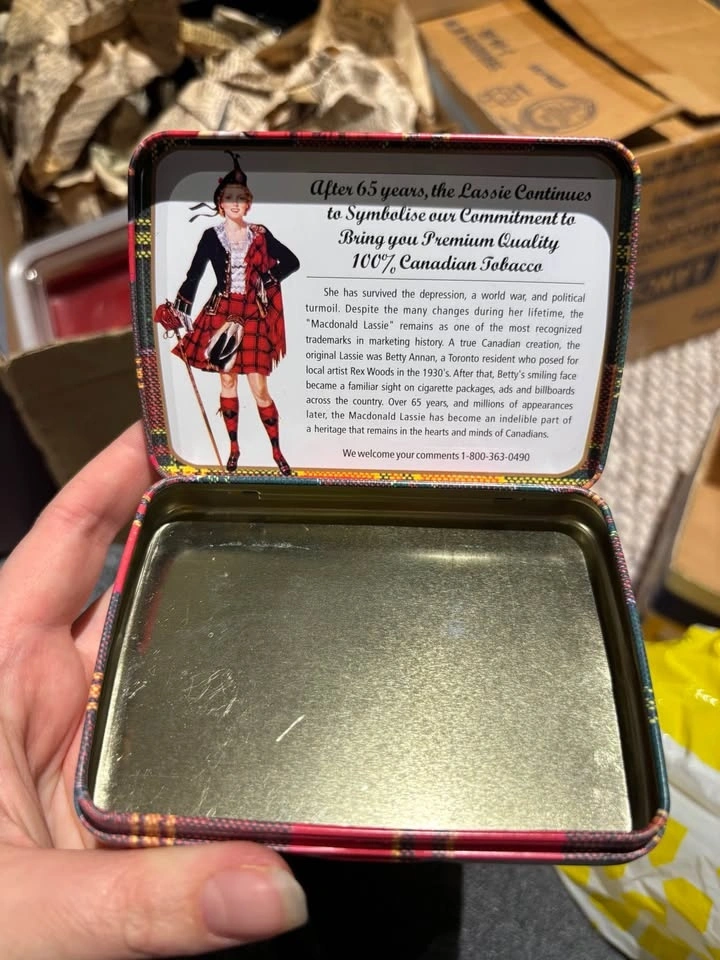 After 65 years, the Lassie Continues
to Symbolise our Commitment to
Bring you Premium Quality
100% Canadian Tobacco
She has survived the depression, a world war, and political
turmoil. Despite the many changes during her lifetime, the
"Macdonald Lassie" remains as one of the most recognized
trademarks in marketing history. A true Canadian creation, the
original Lassie was Betty Annan, a Toronto resident who posed for
local artist Rex Woods in the 1930's. After that, Betty's smiling face
became a familiar sight on cigarette packages, ads and billboards
across the country. Over 65 years, and millions of appearances
later, the Macdonald Lassie has become an indelible part of
a heritage that remains in the hearts and minds of Canadians.
We welcome your comments 1-800-363-0490